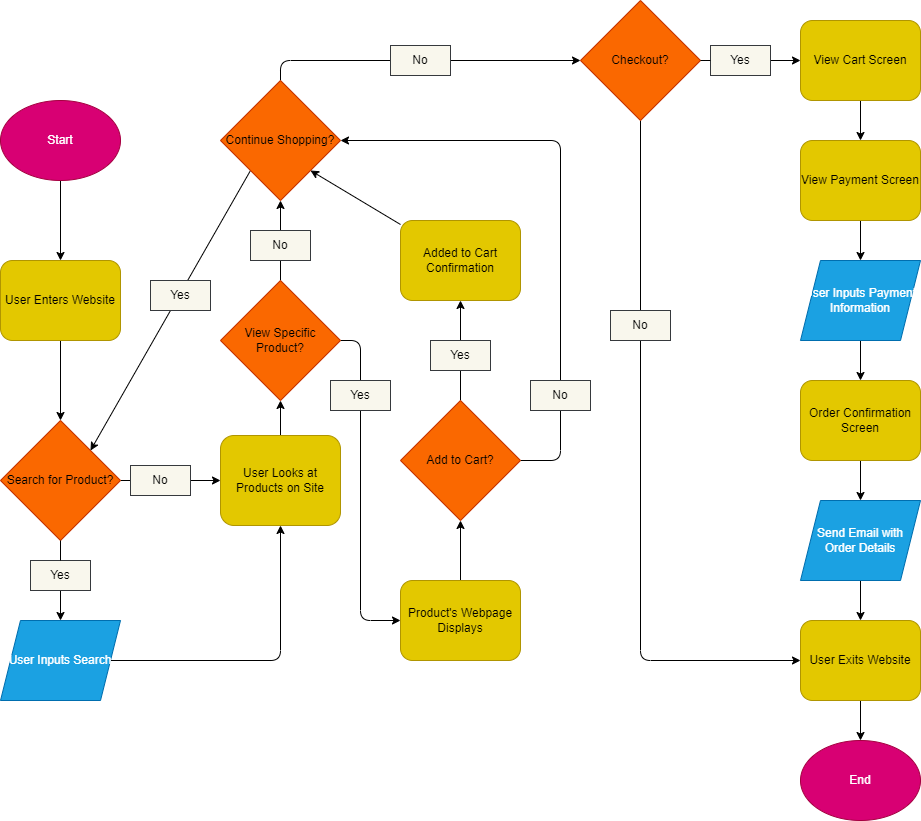 Start
User Enters Website
Search for Product?
No
Yes
User Inputs Search
User Looks at
Products on Site
View Specific
Product?
No
Yes
Continue Shopping?
Yes
No
Product's Webpage
Displays
Add to Cart?
Yes
No
Added to Cart
Confirmation
Checkout?
Yes
No
View Cart Screen
View Payment Screen
ser Inputs Paymen
Information
Order Confirmation
Screen
Send Email with
Order Details
User Exits Website
End